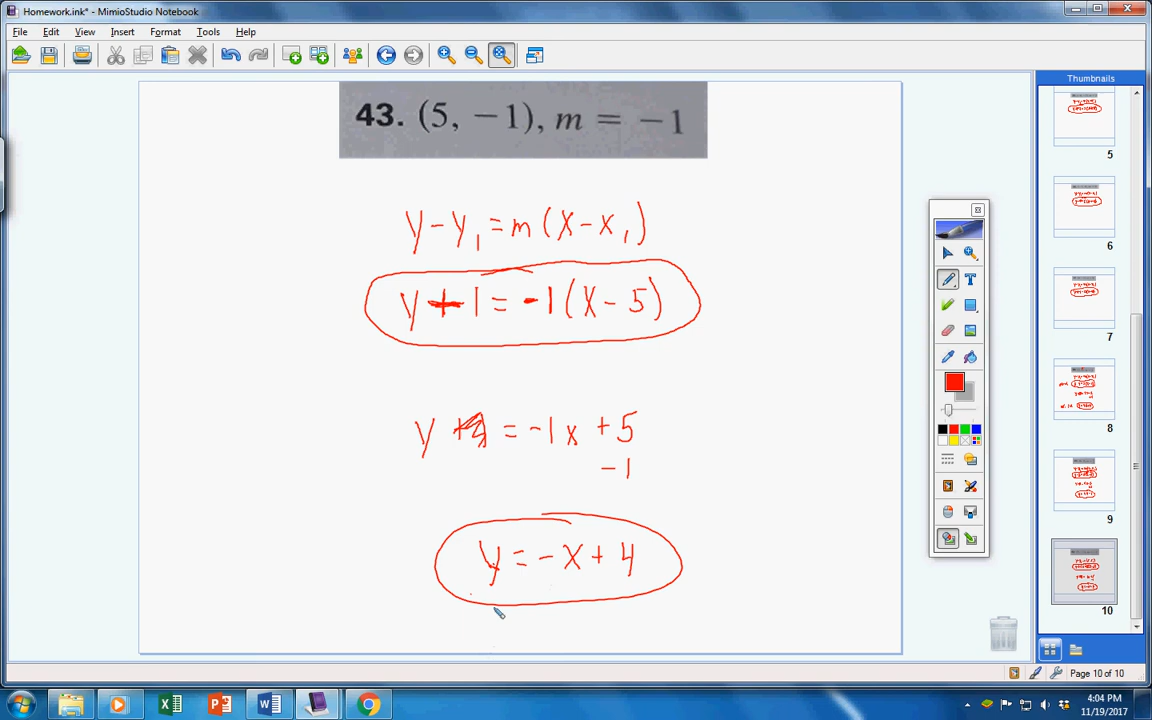 Homework.ink* - MimioStudio Notebook
File Edit View Insert Format Tools Help
43. (5, −1), m = −1
y − y₁ = m(x − x₁)
y + 1 = -1(x − 5)
y = -1x + 5
− 1
y = −x + 4
Thumbnails
5
6
7
8
9
10
T
Page 10 of 10
4:04 PM
11/19/2017